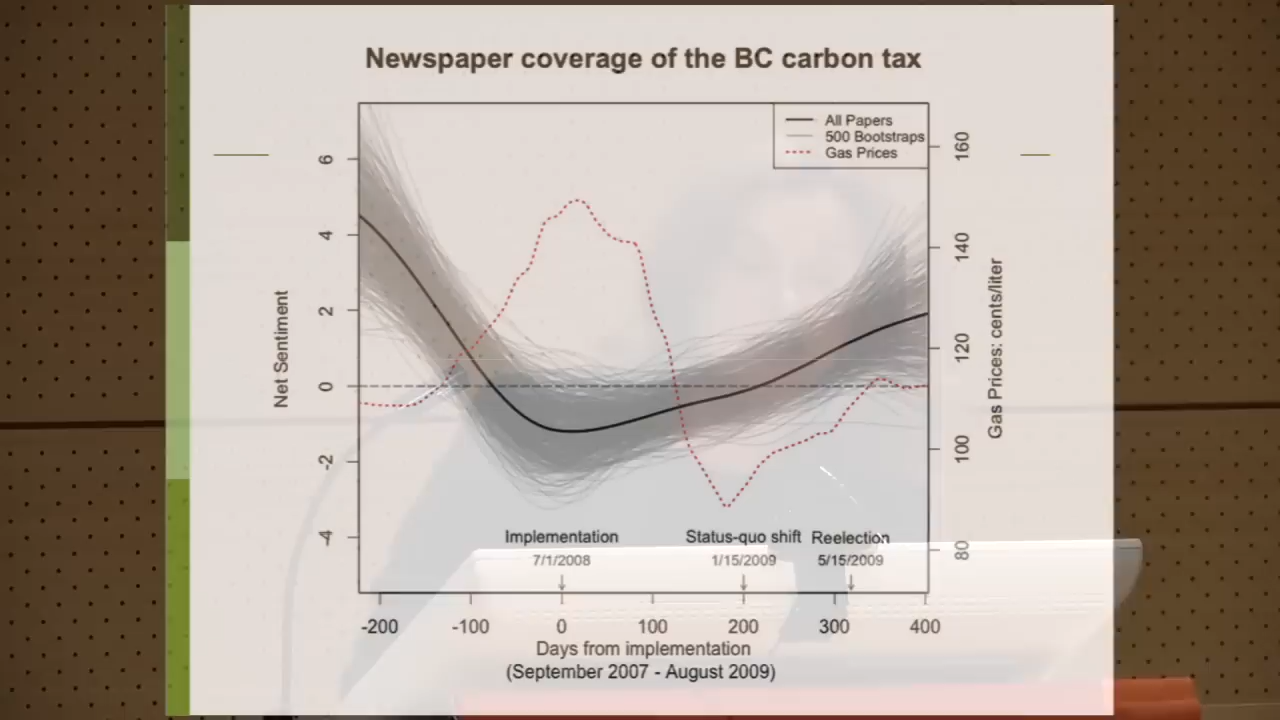 Newspaper coverage of the BC carbon tax
All Papers
500 Bootstraps
Gas Prices
Net Sentiment
6
4
2
0
-2
-4
160
140
120
100
80
Gas Prices: cents/liter
Implementation
7/1/2008
Status-quo shift
1/15/2009
Reelection
5/15/2009
-200 -100 0 100 200 300 400
Days from implementation
(September 2007 - August 2009)